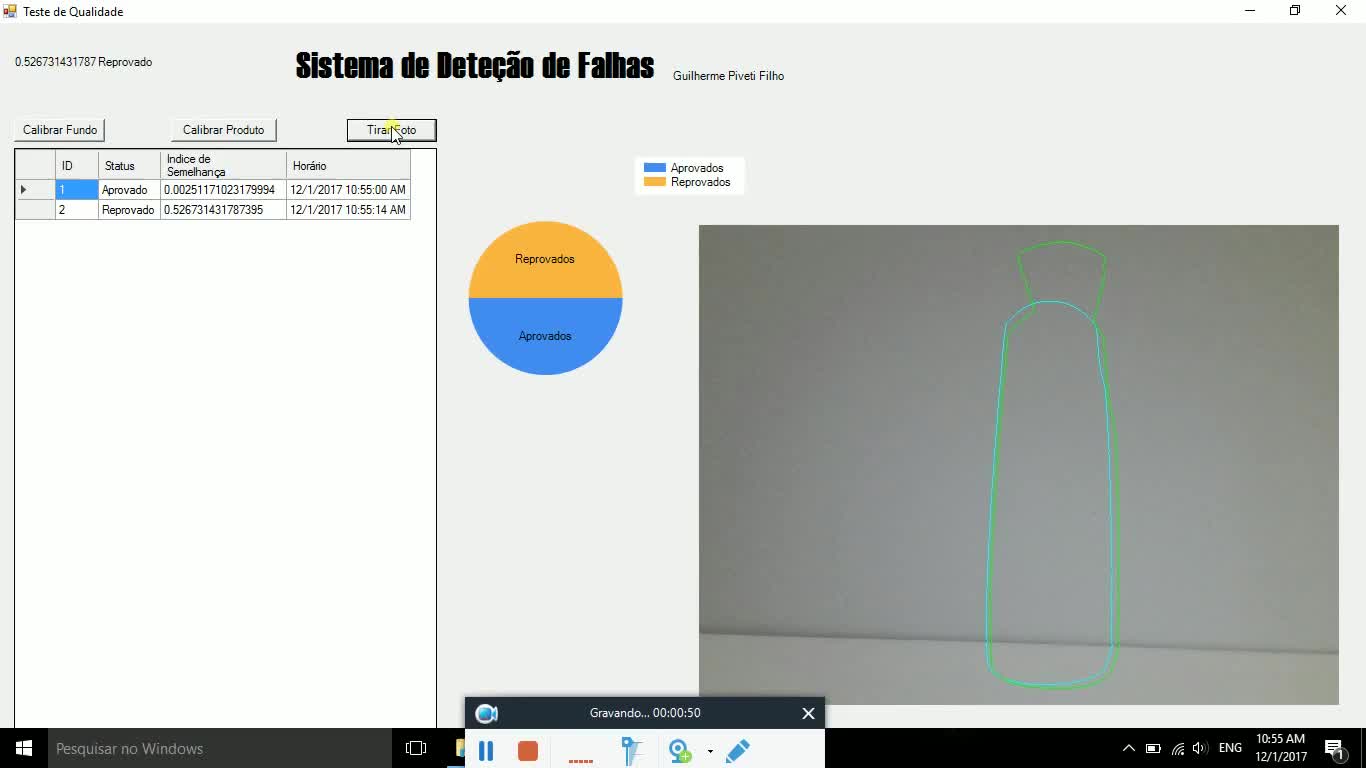 Teste de Qualidade
0.526731431787 Reprovado
Sistema de Deteção de Falhas
Guilherme Piveti Filho
Calibrar Fundo
Calibrar Produto
Tirar Foto
ID
Status
Indice de
Semelhança
Horário
1
Aprovado
0.00251171023179994
12/1/2017 10:55:00 AM
2
Reprovado
0.526731431787395
12/1/2017 10:55:14 AM
Aprovados
Reprovados
Reprovados
Aprovados
Gravando... 00:00:50
Pesquisar no Windows
ENG
10:55 AM
12/1/2017
1